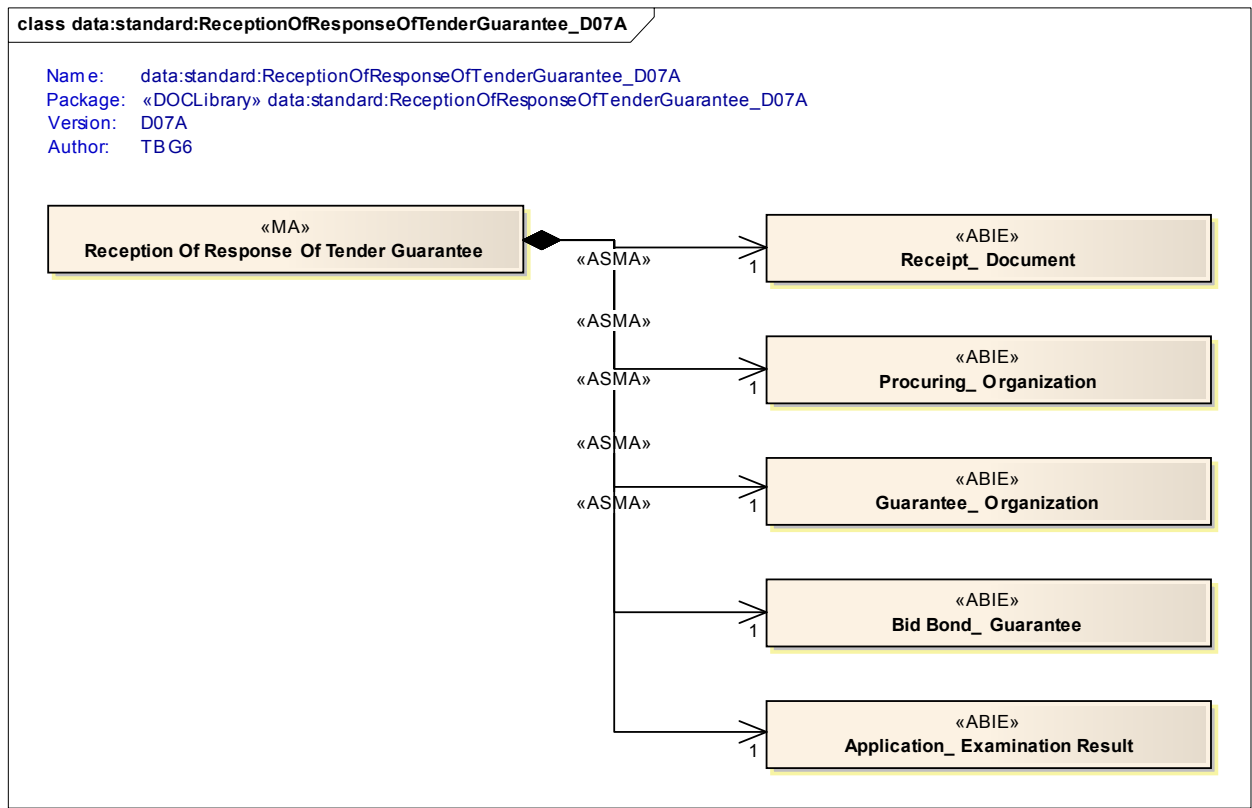 class data:standard:ReceptionOfResponseOfTenderGuarantee_D07A
Name: data:standard:ReceptionOfResponseOfTenderGuarantee_D07A
Package: «DOCLibrary» data:standard:ReceptionOfResponseOfTenderGuarantee_D07A
Version: D07A
Author: TBG6
«MA»
Reception Of Response Of Tender Guarantee
«ASMA»
«ASMA»
«ASMA»
«ASMA»
«ASMA»
1
«ABIE»
Receipt_ Document
1
«ABIE»
Procuring_ Organization
1
«ABIE»
Guarantee_ Organization
1
«ABIE»
Bid Bond_ Guarantee
1
«ABIE»
Application_ Examination Result